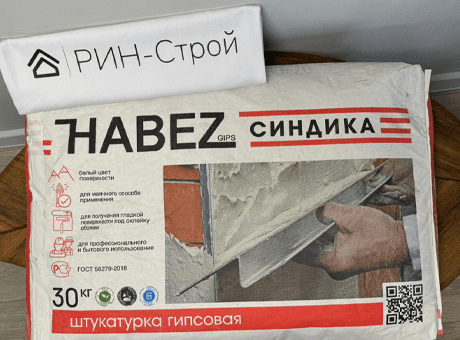 РИН-Строй
HABEZ
GIPS
СИНДИКА
белый цвет
поверхности
для маячного способа
применения
для получения гладкой
поверхности под оклейку
обоями
для профессионального
и бытового использования
ГОСТ 58279-2018
30 КГ
штукатурка гипсовая